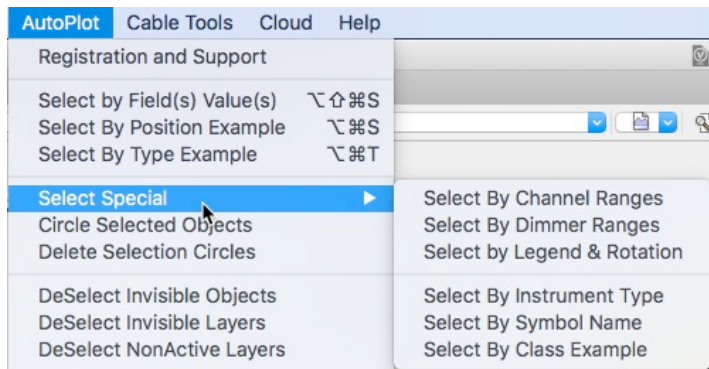 AutoPlot Cable Tools Cloud Help
Registration and Support
Select by Field(s) Value(s) ⌥⇧⌘S
Select By Position Example ⌥⌘S
Select By Type Example ⌥⌘T
Select Special
Circle Selected Objects
Delete Selection Circles
DeSelect Invisible Objects
DeSelect Invisible Layers
DeSelect NonActive Layers
Select By Channel Ranges
Select By Dimmer Ranges
Select by Legend & Rotation
Select By Instrument Type
Select By Symbol Name
Select By Class Example